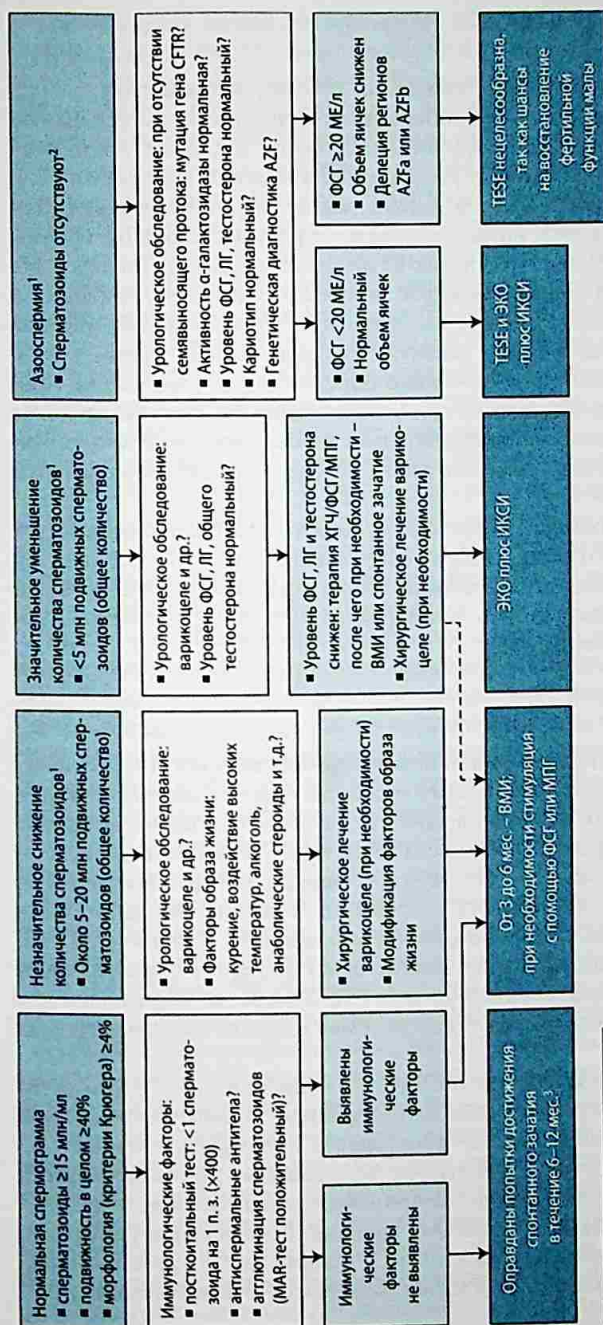 Нормальная спермограмма
■ сперматозоиды ≥15 млн/мл
■ подвижность в целом ≥40%
■ морфология (критерии Крюгера) ≥4%
Иммунологические факторы:
■ посткоитальный тест: <1 спермато-
зоида на 1 п. з. (×400)
■ антиспермальные антитела?
■ агглютинация сперматозоидов
(MAR-тест положительный)?
Иммунологи-
ческие
факторы
не выявлены
Выявлены
иммунологи-
ческие
факторы
Оправданы попытки достижения
спонтанного зачатия
в течение 6–12 мес.³
Незначительное снижение
количества сперматозоидов¹
■ Около 5–20 млн подвижных спер-
матозоидов (общее количество)
■ Урологическое обследование:
варикоцеле и др.?
■ Факторы образа жизни:
курение, воздействие высоких
температур, алкоголь,
анаболические стероиды и т.д.?
■ Хирургическое лечение
варикоцеле (при необходимости)
■ Модификация факторов образа
жизни
От 3 до 6 мес. – ВМИ;
при необходимости стимуляция
с помощью ФСГ или МПГ
Значительное уменьшение
количества сперматозоидов¹
■ <5 млн подвижных спермато-
зоидов (общее количество)
■ Урологическое обследование:
варикоцеле и др.?
■ Уровень ФСГ, ЛГ, общего
тестостерона нормальный?
■ Уровень ФСГ, ЛГ и тестостерона
снижен: терапия ХГЧ/ФСГ/МПГ,
после чего при необходимости –
ВМИ или спонтанное зачатие
■ Хирургическое лечение варико-
целе (при необходимости)
ЭКО плюс ИКСИ
Азооспермия¹
■ Сперматозоиды отсутствуют²
■ Урологическое обследование: при отсутствии
семявыносящего протока: мутация гена CFTR?
■ Активность α-галактозидазы нормальная?
■ Уровень ФСГ, ЛГ, тестостерона нормальный?
■ Кариотип нормальный?
■ Генетическая диагностика AZF?
■ ФСГ <20 МЕ/л
■ Нормальный
объем яичек
■ ФСГ ≥20 МЕ/л
■ Объем яичек снижен
■ Делеция регионов
AZFa или AZFb
TESE и ЭКО
плюс ИКСИ
TESE нецелесообразна,
так как шансы
на восстановление
фертильной
функции малы